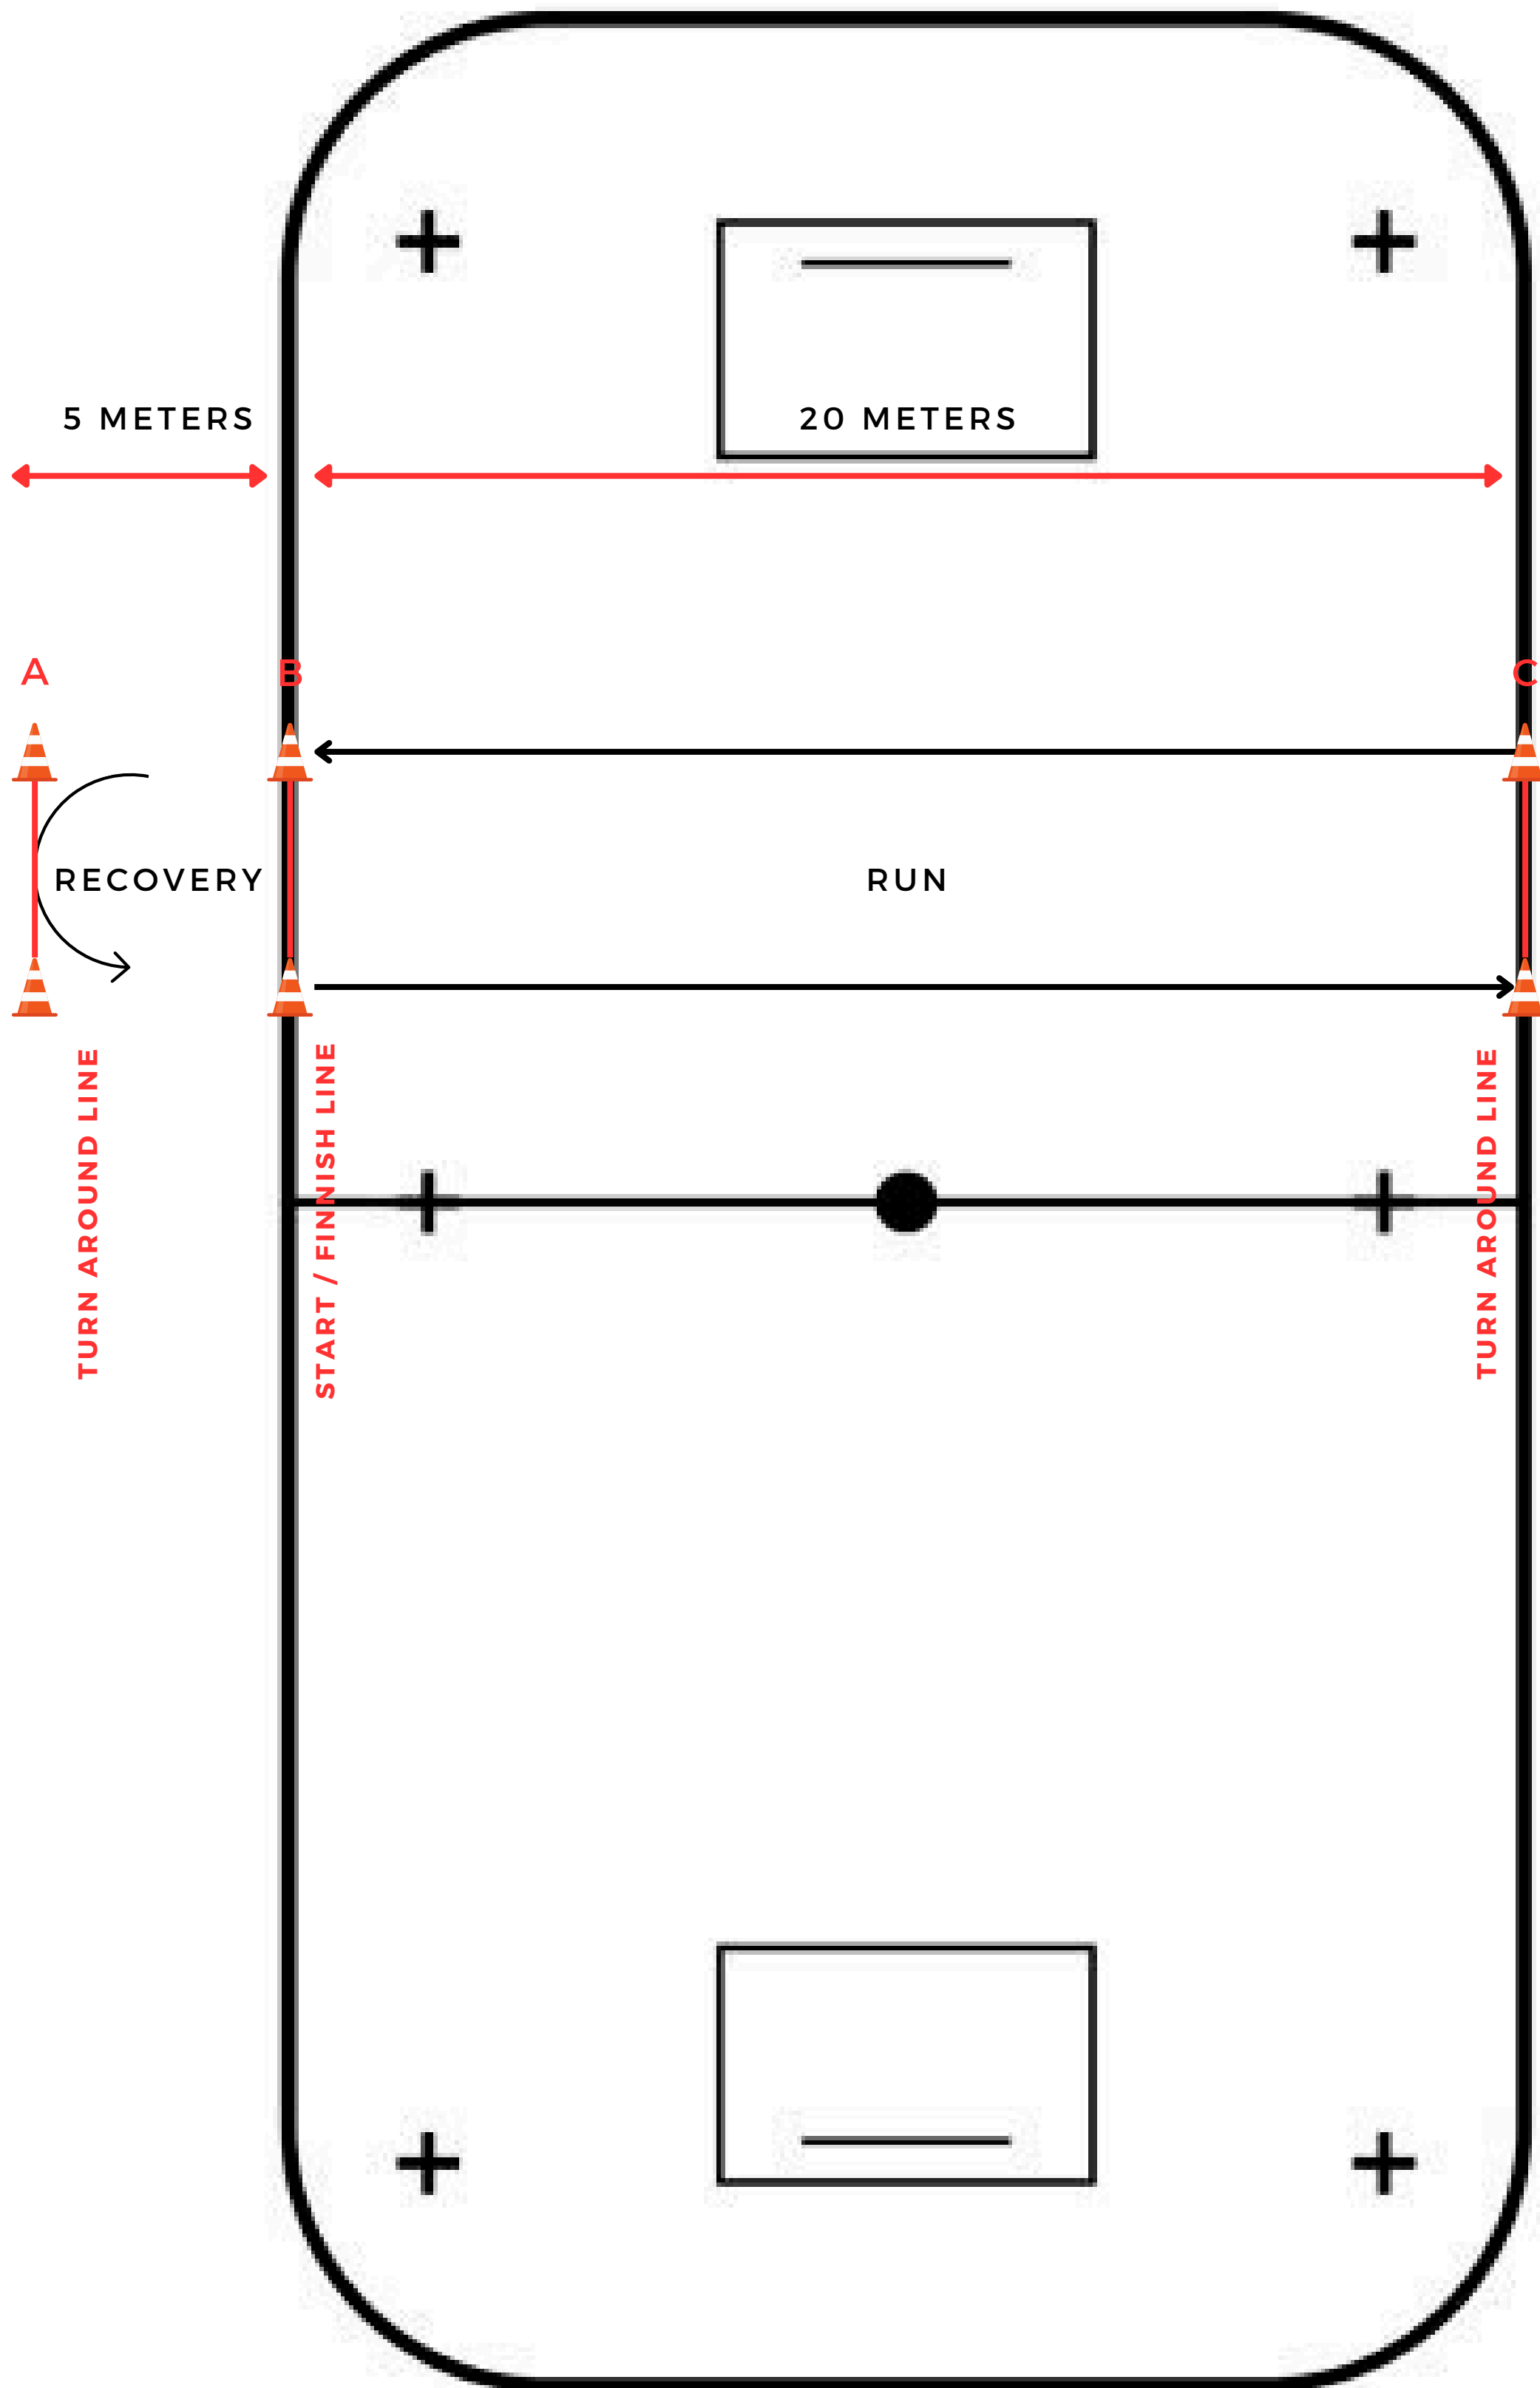 5 METERS
20 METERS
A
B
C
RECOVERY
RUN
TURN AROUND LINE
START / FINISH LINE
TURN AROUND LINE